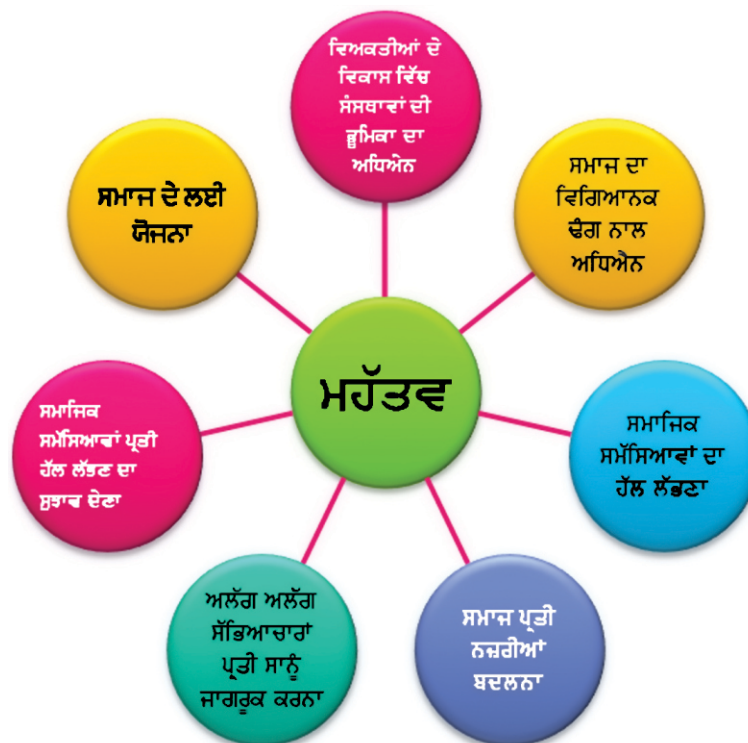 ਵਿਅਕਤੀਆਂ ਦੇ
ਵਿਕਾਸ ਵਿੱਚ
ਸੰਸਥਾਵਾਂ ਦੀ
ਭੂਮਿਕਾ ਦਾ
ਅਧਿਐਨ
ਸਮਾਜ ਦਾ
ਵਿਗਿਆਨਕ
ਢੰਗ ਨਾਲ
ਅਧਿਐਨ
ਸਮਾਜਿਕ
ਸਮੱਸਿਆਵਾਂ ਦਾ
ਹੱਲ ਲੱਭਣਾ
ਸਮਾਜ ਪ੍ਰਤੀ
ਨਜ਼ਰੀਆਂ
ਬਦਲਨਾ
ਅਲੱਗ ਅਲੱਗ
ਸੱਭਿਆਚਾਰਾਂ
ਪ੍ਰਤੀ ਸਾਨੂੰ
ਜਾਗਰੂਕ ਕਰਨਾ
ਸਮਾਜਿਕ
ਸਮੱਸਿਆਵਾਂ ਪ੍ਰਤੀ
ਹੱਲ ਲੱਭਣ ਦਾ
ਸੁਝਾਵ ਦੇਣਾ
ਸਮਾਜ ਦੇ ਲਈ
ਯੋਜਨਾ
ਮਹੱਤਵ